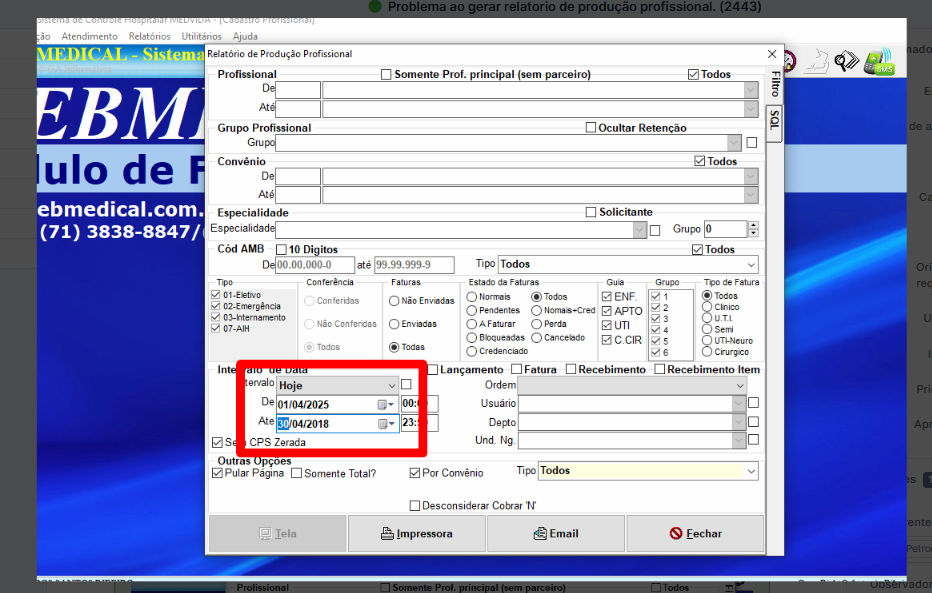 Problema ao gerar relatorio de produção profissional. (2443)
Sistema de Controle Hospitalar MEDVIDA - [Cadastro Profissional]
ção Atendimento Relatórios Utilitários Ajuda
MEDICAL - Sistema
Relatório de Produção Profissional
Profissional Somente Prof. principal (sem parceiro) Todos
De
Até
Filtro
SQL
Grupo Profissional Ocultar Retenção
Grupo
Convênio Todos
De
Até
Especialidade Solicitante
Especialidade Grupo 0
Cód AMB 10 Digitos Todos
De 00.00.000-0 até 99.99.999-9 Tipo Todos
Tipo
01-Eletivo
02-Emergência
03-Internamento
07-AIH
Conferência
Conferidas
Não Conferidas
Todos
Faturas
Não Enviadas
Enviadas
Todas
Estado da Faturas
Normais Todos
Pendentes Nomais+Cred
A Faturar Perda
Bloqueadas Cancelado
Credenciado
Guia
ENF.
APTO
UTI
C.CIR
Grupo
1
2
3
4
5
6
Tipo de Fatura
Todos
Clinico
U.T.I.
Semi
UTI-Neuro
Cirurgico
Data
Lançamento Fatura Recebimento Recebimento Item
tervalo Hoje
De 01/04/2025
Ate 30/04/2018
CPS Zerada
Ordem
Usuário
Depto
Und. Ng.
Outras Opções
Pular Página Somente Total? Por Convênio Tipo Todos
Desconsiderar Cobrar 'N'
Tela Impressora Email Fechar
EBM
ulo de F
ebmedical.com.
(71) 3838-8847/
SMS
Profissional Somente Prof. principal (sem parceiro) Todos
Observador